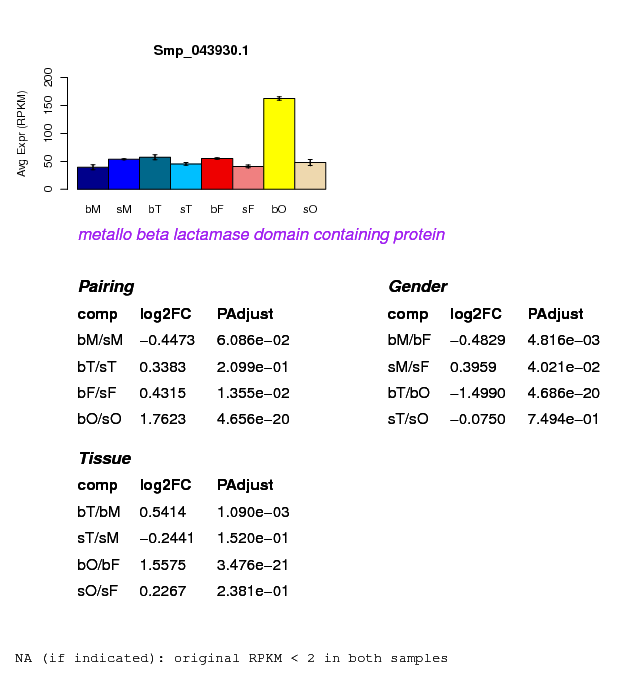 Smp_043930.1
Avg Expr (RPKM)
200
150
100
50
0
bM sM bT sT bF sF bO sO
metallo beta lactamase domain containing protein
Pairing
comp log2FC PAdjust
bM/sM −0.4473 6.086e−02
bT/sT 0.3383 2.099e−01
bF/sF 0.4315 1.355e−02
bO/sO 1.7623 4.656e−20
Gender
comp log2FC PAdjust
bM/bF −0.4829 4.816e−03
sM/sF 0.3959 4.021e−02
bT/bO −1.4990 4.686e−20
sT/sO −0.0750 7.494e−01
Tissue
comp log2FC PAdjust
bT/bM 0.5414 1.090e−03
sT/sM −0.2441 1.520e−01
bO/bF 1.5575 3.476e−21
sO/sF 0.2267 2.381e−01
NA (if indicated): original RPKM < 2 in both samples